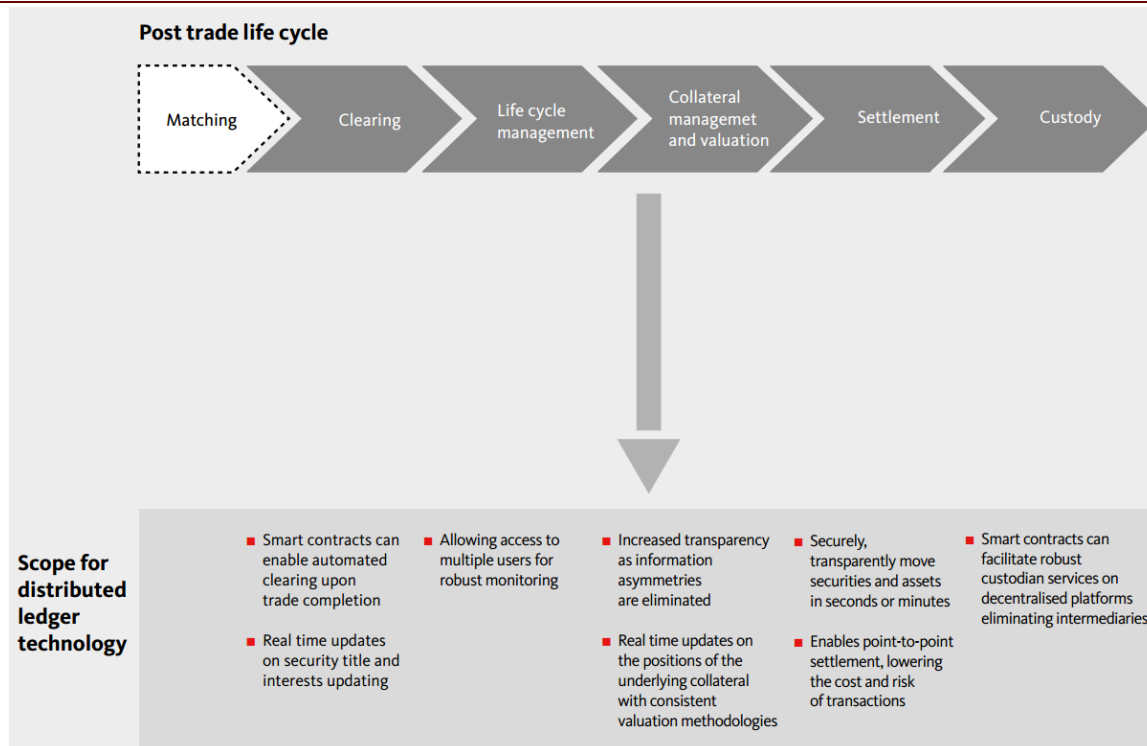 Post trade life cycle
Matching
Clearing
Life cycle
management
Collateral
managemet
and valuation
Settlement
Custody
Scope for
distributed
ledger
technology
Smart contracts can
enable automated
clearing upon
trade completion
Real time updates
on security title and
interests updating
Allowing access to
multiple users for
robust monitoring
Increased transparency
as information
asymmetries
are eliminated
Real time updates on
the positions of the
underlying collateral
with consistent
valuation methodologies
Securely,
transparently move
securities and assets
in seconds or minutes
Enables point-to-point
settlement, lowering
the cost and risk
of transactions
Smart contracts can
facilitate robust
custodian services on
decentralised platforms
eliminating intermediaries